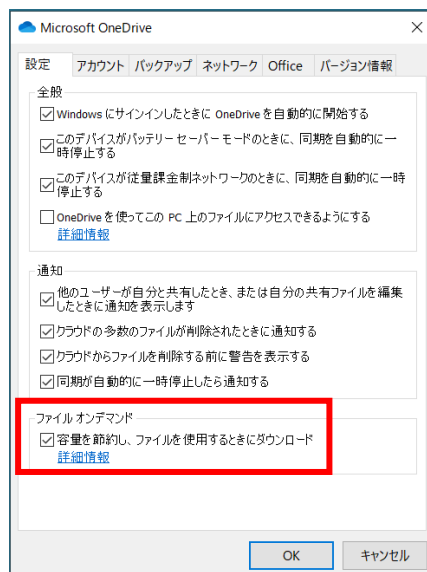 Microsoft OneDrive
設定 アカウント バックアップ ネットワーク Office バージョン情報
全般
Windows にサインインしたときに OneDrive を自動的に開始する
このデバイスがバッテリー セーバー モードのときに、同期を自動的に一
時停止する
このデバイスが従量課金制ネットワークのときに、同期を自動的に一時
停止する
OneDrive を使ってこの PC 上のファイルにアクセスできるようにする
詳細情報
通知
他のユーザーが自分と共有したとき、または自分の共有ファイルを編集
したときに通知を表示します
クラウドの多数のファイルが削除されたときに通知する
クラウドからファイルを削除する前に警告を表示する
同期が自動的に一時停止したら通知する
ファイル オンデマンド
容量を節約し、ファイルを使用するときにダウンロード
詳細情報
OK キャンセル